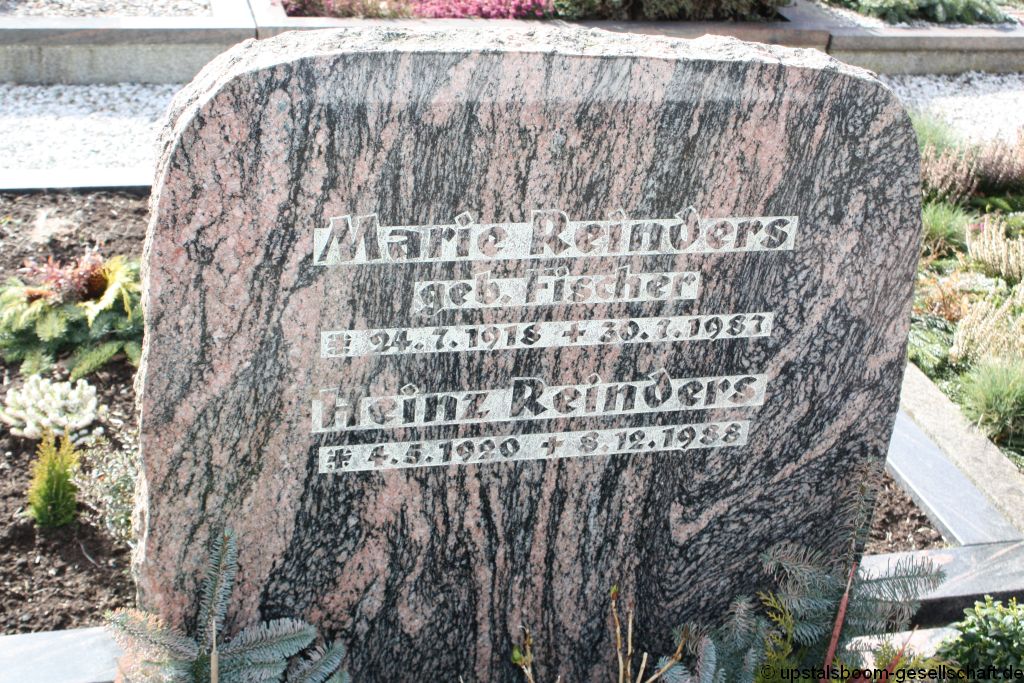 Marie Reinders
geb. Fischer
* 24.7.1918 + 30.7.1987
Heinz Reinders
* 4.5.1920 + 8.12.1988
© upstalsboom-gesellschaft.de